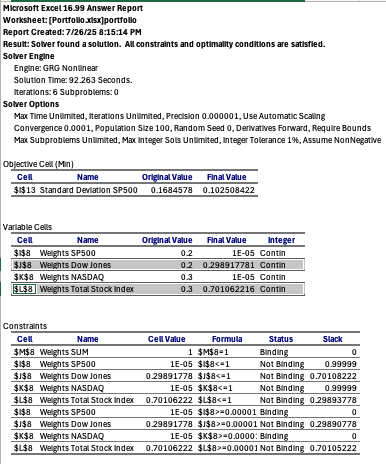 Microsoft Excel 16.99 Answer Report
Worksheet: [Portfolio.xlsx]portfolio
Report Created: 7/26/25 8:15:14 PM
Result: Solver found a solution. All constraints and optimality conditions are satisfied.
Solver Engine
Engine: GRG Nonlinear
Solution Time: 92.263 Seconds.
Iterations: 6 Subproblems: 0
Solver Options
Max Time Unlimited, Iterations Unlimited, Precision 0.000001, Use Automatic Scaling
Convergence 0.0001, Population Size 100, Random Seed 0, Derivatives Forward, Require Bounds
Max Subproblems Unlimited, Max Integer Sols Unlimited, Integer Tolerance 1%, Assume NonNegative
Objective Cell (Min)
Cell Name Original Value Final Value
$I$13 Standard Deviation SP500 0.1684578 0.102508422
Variable Cells
Cell Name Original Value Final Value Integer
$I$8 Weights SP500 0.2 1E-05 Contin
$J$8 Weights Dow Jones 0.2 0.298917781 Contin
$K$8 Weights NASDAQ 0.3 1E-05 Contin
$L$8 Weights Total Stock Index 0.3 0.701062216 Contin
Constraints
Cell Name Cell Value Formula Status Slack
$M$8 Weights SUM 1 $M$8=1 Binding 0
$I$8 Weights SP500 1E-05 $I$8<=1 Not Binding 0.99999
$J$8 Weights Dow Jones 0.29891778 $J$8<=1 Not Binding 0.70108222
$K$8 Weights NASDAQ 1E-05 $K$8<=1 Not Binding 0.99999
$L$8 Weights Total Stock Index 0.70106222 $L$8<=1 Not Binding 0.29893778
$I$8 Weights SP500 1E-05 $I$8>=0.00001 Binding 0
$J$8 Weights Dow Jones 0.29891778 $J$8>=0.00001 Not Binding 0.29890778
$K$8 Weights NASDAQ 1E-05 $K$8>=0.0000: Binding 0
$L$8 Weights Total Stock Index 0.70106222 $L$8>=0.00001 Not Binding 0.70105222